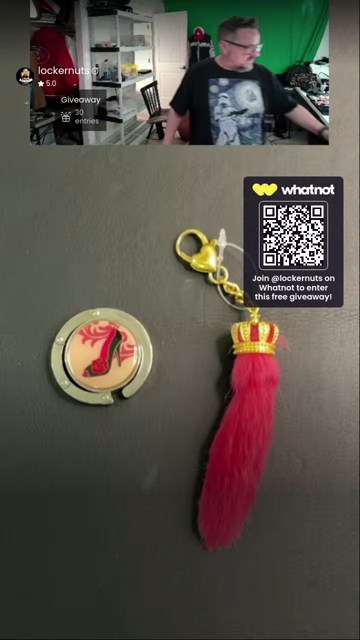 lockernuts
5.0
Giveaway
30
entries
whatnot
Join @lockernuts on
Whatnot to enter
this free giveaway!